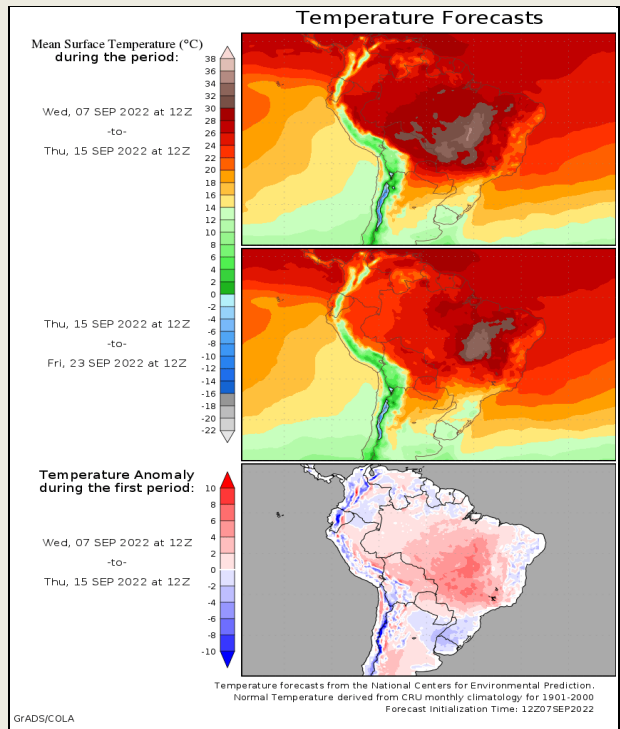 Temperature Forecasts
Mean Surface Temperature (°C)
during the period:
Wed, 07 SEP 2022 at 12Z
-to-
Thu, 15 SEP 2022 at 12Z
38
36
34
32
30
28
26
24
22
20
18
16
14
12
10
8
6
4
2
0
-2
-4
-6
-8
-10
-12
-14
-16
-18
-20
-22
Thu, 15 SEP 2022 at 12Z
-to-
Fri, 23 SEP 2022 at 12Z
Temperature Anomaly
during the first period:
Wed, 07 SEP 2022 at 12Z
-to-
Thu, 15 SEP 2022 at 12Z
10
8
6
4
2
0
-2
-4
-6
-8
-10
Temperature forecasts from the National Centers for Environmental Prediction.
Normal Temperature derived from CRU monthly climatology for 1901-2000
Forecast Initialization Time: 12Z07SEP2022
GrADS/COLA